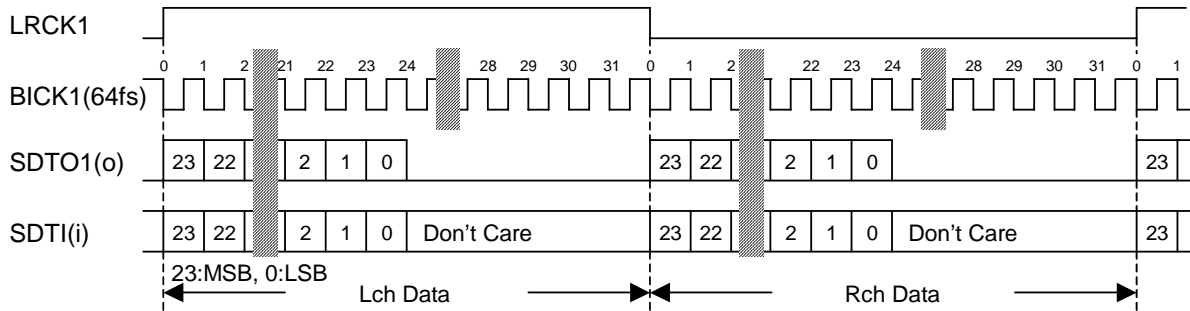 LRCK1
0 1 2 21 22 23 24 28 29 30 31 0 1 2 22 23 24 28 29 30 31 0 1
BICK1(64fs)
SDTO1(o) 23 22 2 1 0 23 22 2 1 0 23
SDTI(i) 23 22 2 1 0 Don't Care 23 22 2 1 0 Don't Care 23
23:MSB, 0:LSB
Lch Data Rch Data